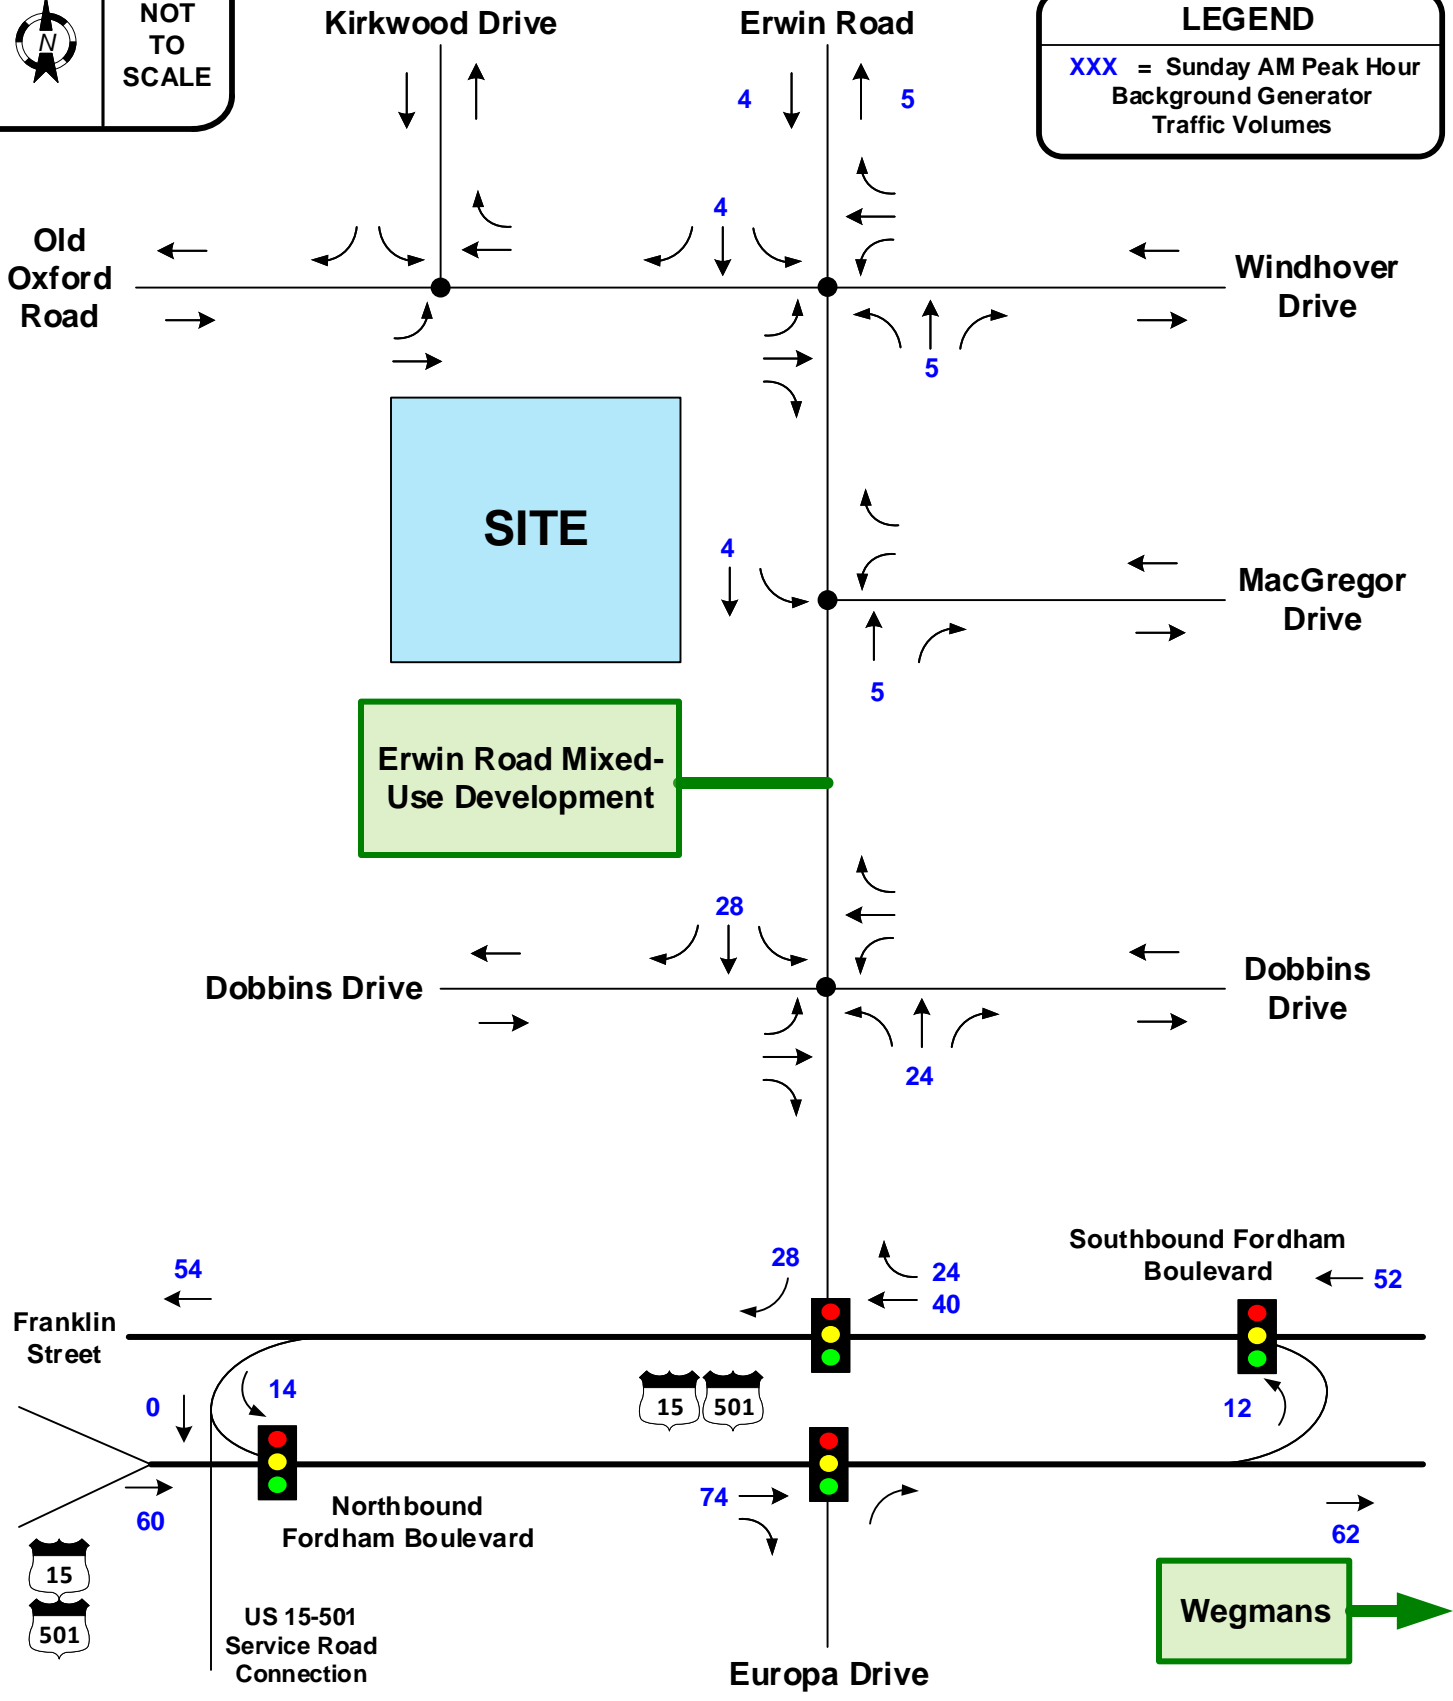 N
NOT
TO
SCALE
Kirkwood Drive
Erwin Road
LEGEND
XXX = Sunday AM Peak Hour
Background Generator
Traffic Volumes
4
5
4
Old
Oxford
Road
Windhover
Drive
5
SITE
4
MacGregor
Drive
5
Erwin Road Mixed-
Use Development
28
Dobbins Drive
Dobbins
Drive
24
Southbound Fordham
Boulevard
54
28
24
40
52
Franklin
Street
0
14
15
501
12
60
74
Northbound
Fordham Boulevard
62
15
501
US 15-501
Service Road
Connection
Wegmans
Europa Drive